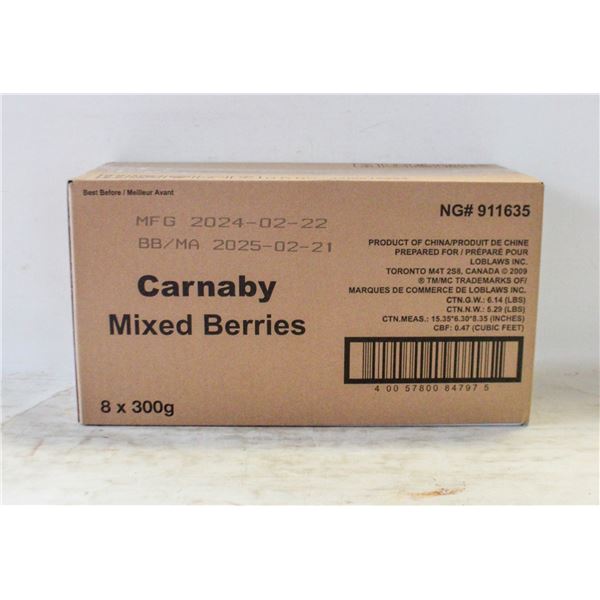 Best Before / Meilleur Avant
MFG 2024-02-22
BB/MA 2025-02-21
Carnaby
Mixed Berries
8 x 300g
NG# 911635
PRODUCT OF CHINA/PRODUIT DE CHINE
PREPARED FOR / PRÉPARÉ POUR
LOBLAWS INC.
TORONTO M4T 2S8, CANADA © 2009
® TM/MC TRADEMARKS OF/
MARQUES DE COMMERCE DE LOBLAWS INC.
CTN.G.W.: 6.14 (LBS)
CTN.N.W.: 5.29 (LBS)
CTN.MEAS.: 15.35*6.30*8.35 (INCHES)
CBF: 0.47 (CUBIC FEET)
4 00 57800 84797 5